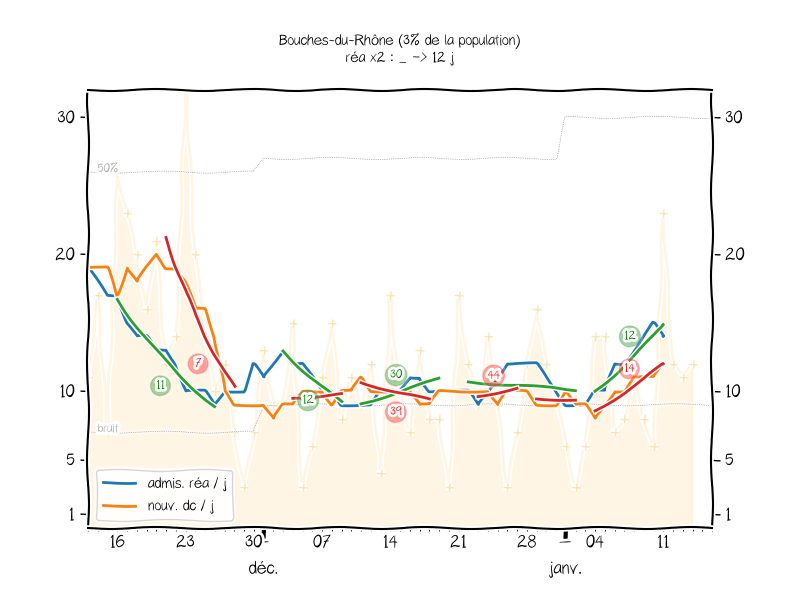 Bouches-du-Rhône (3% de la population)
réa x2 : _ -> 12 j
30 30
50%
20 20
12
7
14
44
30
11
10 10
12
39
bruit
5 5
admis. réa / j
nouv. dc / j
1 1
16 23 30 07 14 21 28 04 11
déc. janv.